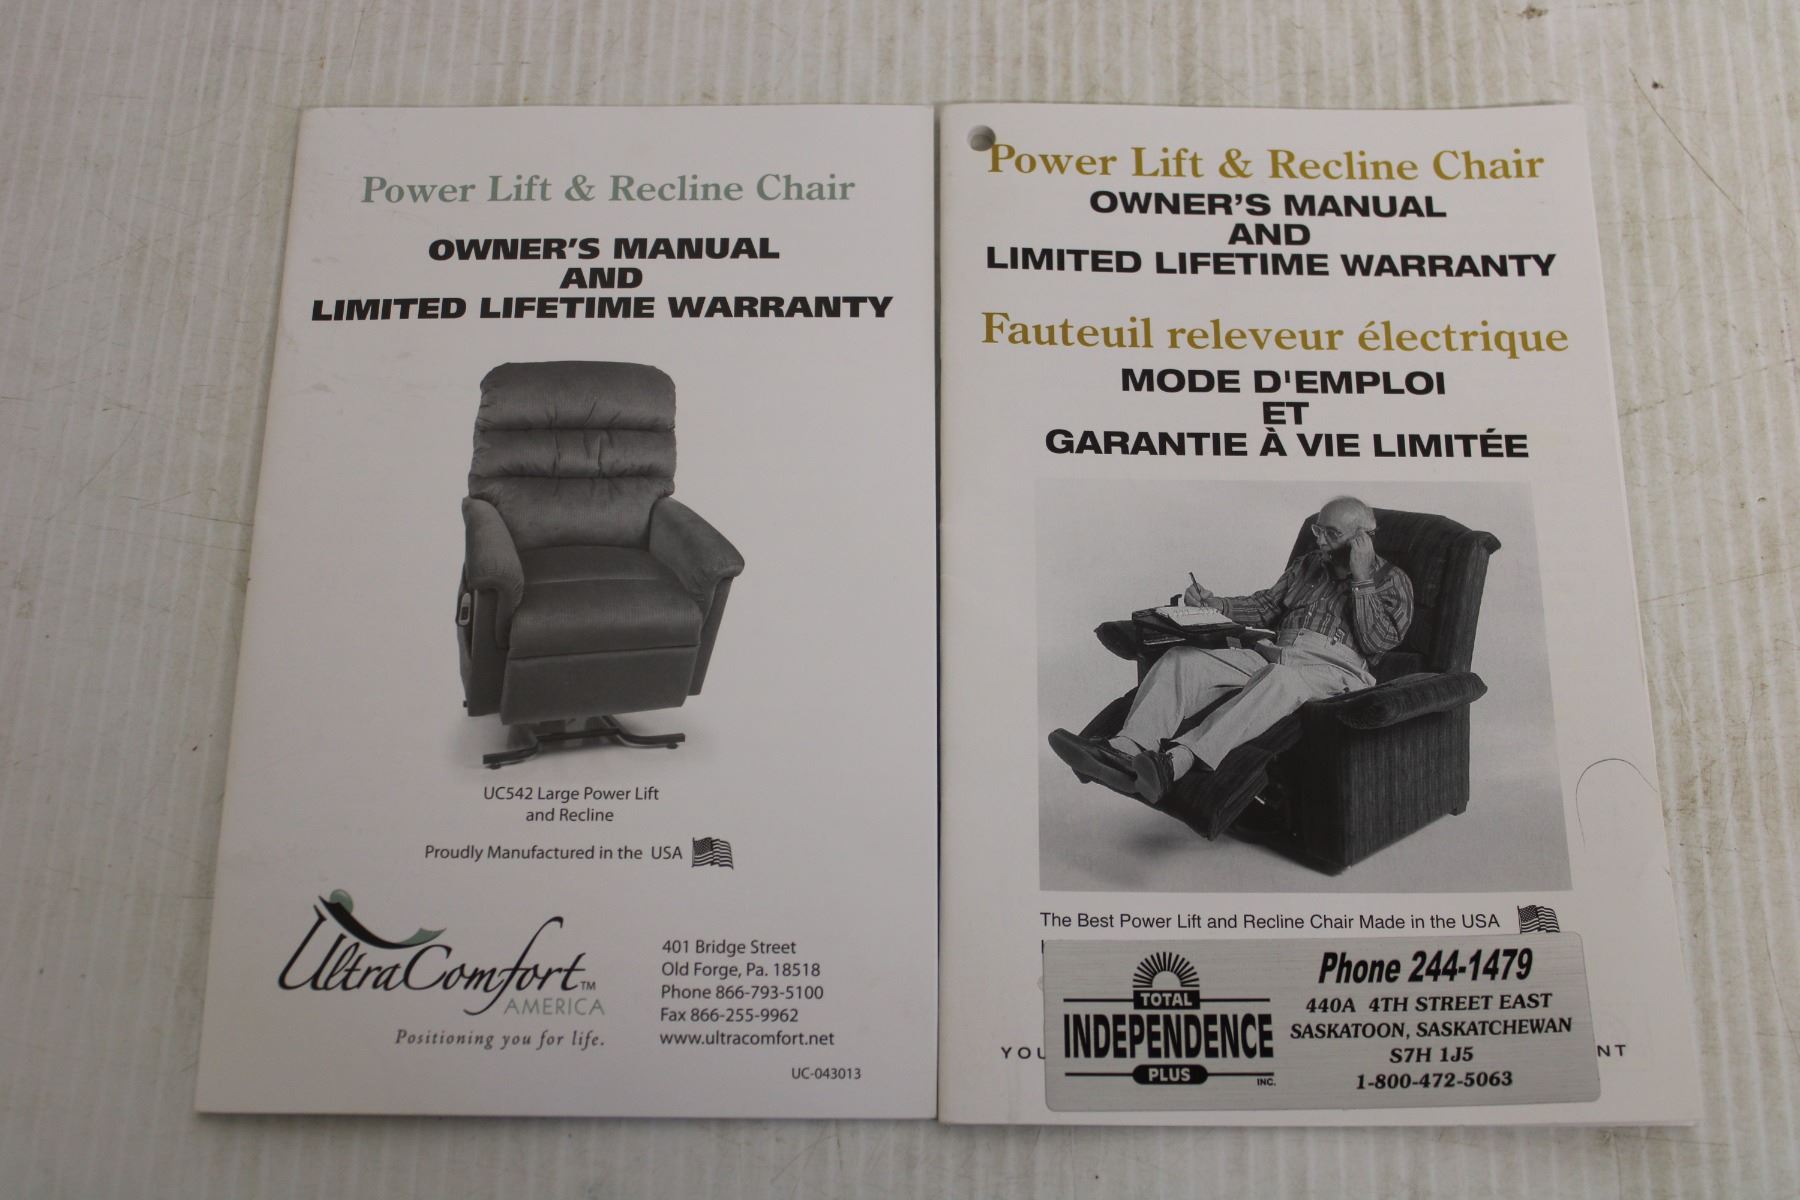 Power Lift & Recline Chair
OWNER'S MANUAL
AND
LIMITED LIFETIME WARRANTY
UC542 Large Power Lift
and Recline
Proudly Manufactured in the USA
UltraComfort™
AMERICA
Positioning you for life.
401 Bridge Street
Old Forge, Pa. 18518
Phone 866-793-5100
Fax 866-255-9962
www.ultracomfort.net
UC-043013
Power Lift & Recline Chair
OWNER'S MANUAL
AND
LIMITED LIFETIME WARRANTY
Fauteuil releveur électrique
MODE D'EMPLOI
ET
GARANTIE À VIE LIMITÉE
The Best Power Lift and Recline Chair Made in the USA
TOTAL
INDEPENDENCE
PLUS
INC.
Phone 244-1479
440A 4TH STREET EAST
SASKATOON, SASKATCHEWAN
S7H 1J5
1-800-472-5063